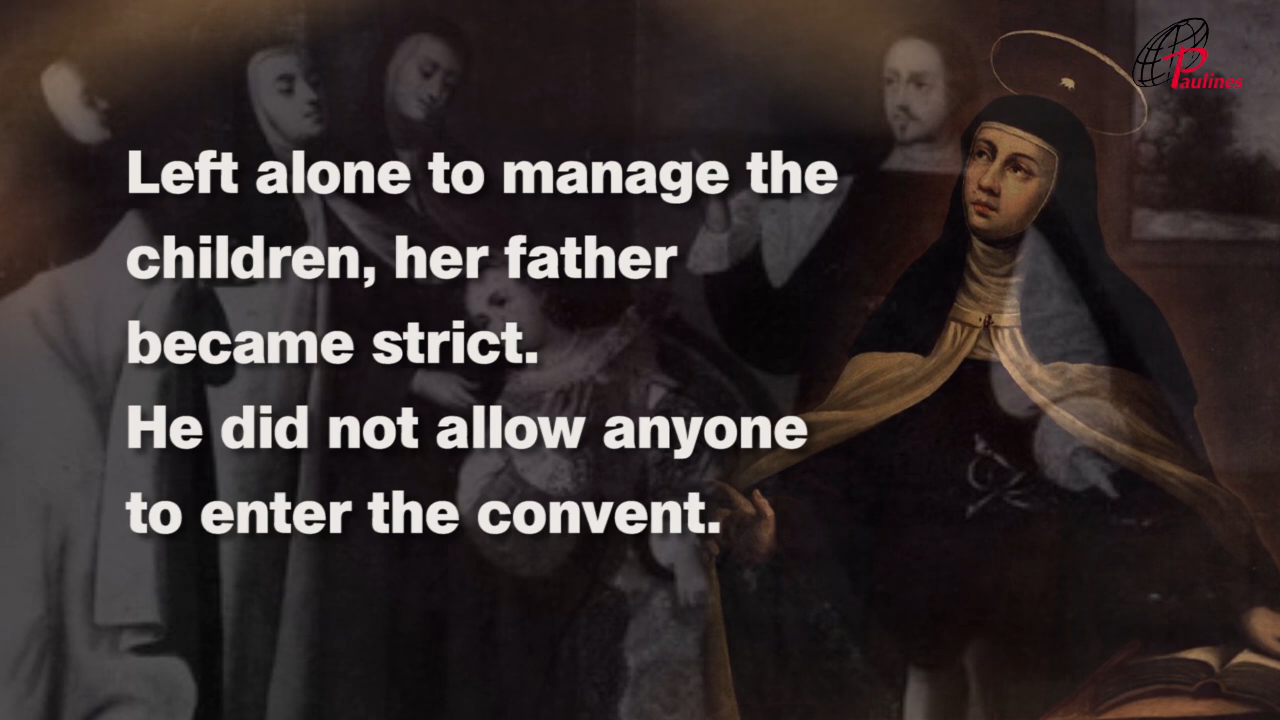 Paulines
Left alone to manage the
children, her father
became strict.
He did not allow anyone
to enter the convent.